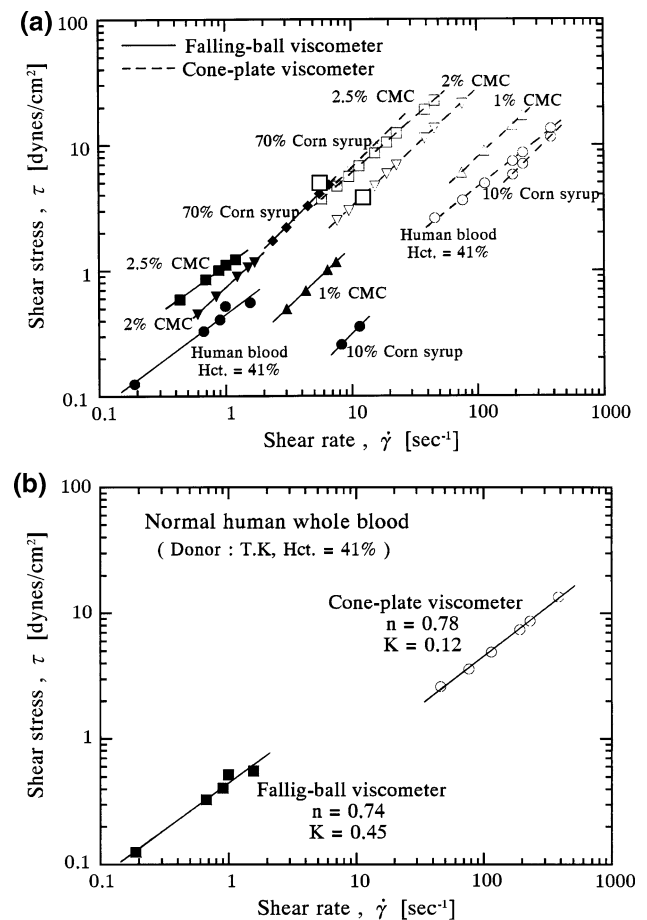 (a)
100
Falling-ball viscometer
Cone-plate viscometer
2% CMC
2.5% CMC
1% CMC
10
70% Corn syrup
10% Corn syrup
70% Corn syrup
Human blood
Hct. = 41%
2.5% CMC
1
1% CMC
2% CMC
Human blood
Hct. = 41%
10% Corn syrup
0.1
0.1 1 10 100 1000
Shear stress , τ [dynes/cm²]
Shear rate , γ̇ [sec⁻¹]
(b)
100
Normal human whole blood
( Donor : T.K, Hct. = 41% )
10
Cone-plate viscometer
n = 0.78
K = 0.12
1
Fallig-ball viscometer
n = 0.74
K = 0.45
0.1
0.1 1 10 100 1000
Shear stress , τ [dynes/cm²]
Shear rate , γ̇ [sec⁻¹]